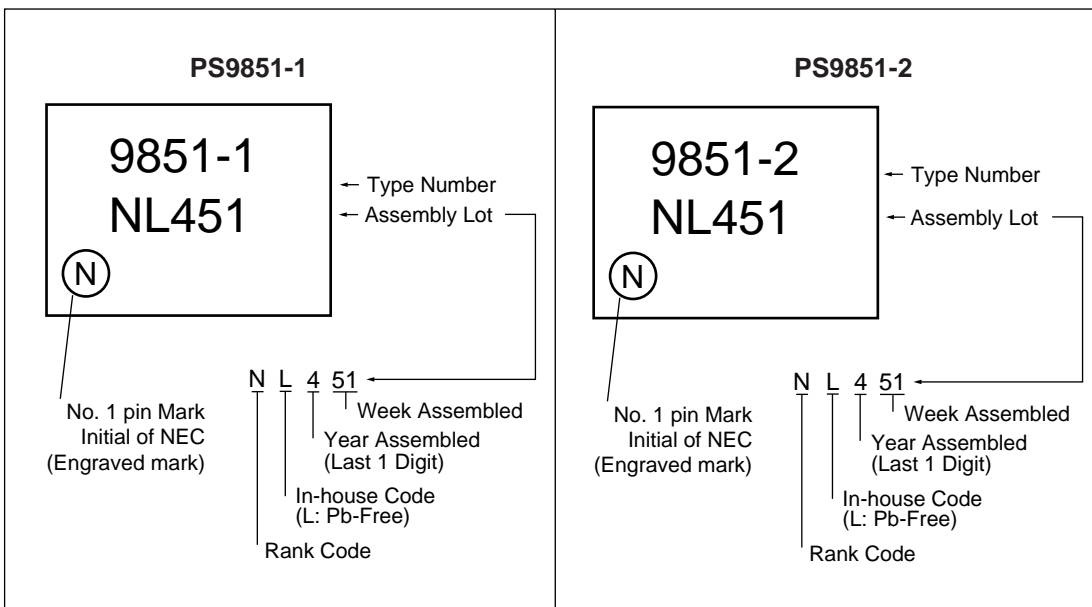 PS9851-1
9851-1
NL451
N
Type Number
Assembly Lot
N L 4 51
Week Assembled
Year Assembled
(Last 1 Digit)
In-house Code
(L: Pb-Free)
Rank Code
No. 1 pin Mark
Initial of NEC
(Engraved mark)
PS9851-2
9851-2
NL451
N
Type Number
Assembly Lot
N L 4 51
Week Assembled
Year Assembled
(Last 1 Digit)
In-house Code
(L: Pb-Free)
Rank Code
No. 1 pin Mark
Initial of NEC
(Engraved mark)